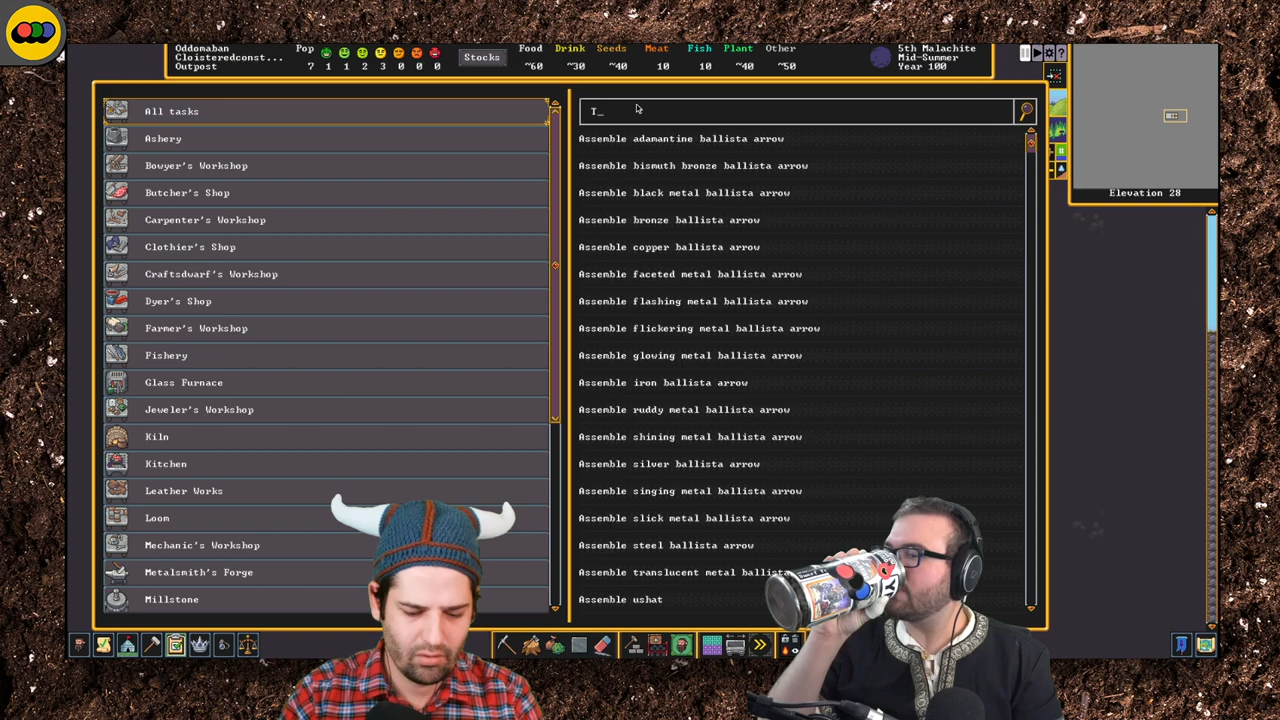 Oddomahan
Cloisteredconst...
Outpost
Pop
7 1 1 2 3 0 0 0
Stocks
Food Drink Seeds Meat Fish Plant Other
~60 ~30 ~40 10 10 ~40 ~50
5th Malachite
Mid-Summer
Year 100
Elevation 28
All tasks
Ashery
Bowyer's Workshop
Butcher's Shop
Carpenter's Workshop
Clothier's Shop
Craftsdwarf's Workshop
Dyer's Shop
Farmer's Workshop
Fishery
Glass Furnace
Jeweler's Workshop
Kiln
Kitchen
Leather Works
Loom
Mechanic's Workshop
Metalsmith's Forge
Millstone
T_
Assemble adamantine ballista arrow
Assemble bismuth bronze ballista arrow
Assemble black metal ballista arrow
Assemble bronze ballista arrow
Assemble copper ballista arrow
Assemble faceted metal ballista arrow
Assemble flashing metal ballista arrow
Assemble flickering metal ballista arrow
Assemble glowing metal ballista arrow
Assemble iron ballista arrow
Assemble ruddy metal ballista arrow
Assemble shining metal ballista arrow
Assemble silver ballista arrow
Assemble singing metal ballista arrow
Assemble slick metal ballista arrow
Assemble steel ballista arrow
Assemble translucent metal ballista
Assemble ushat